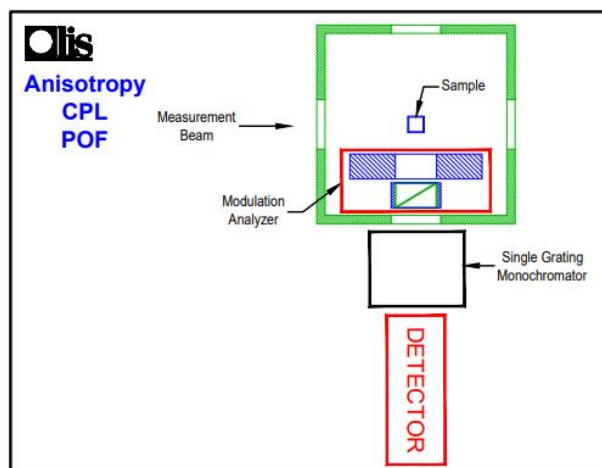 Olis
Anisotropy
CPL
POF
Measurement
Beam
Sample
Modulation
Analyzer
Single Grating
Monochromator
DETECTOR